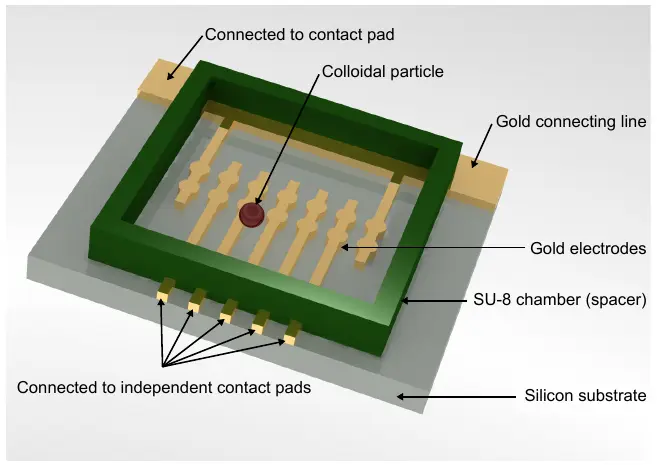 Connected to contact pad
Colloidal particle
Gold connecting line
Gold electrodes
SU-8 chamber (spacer)
Connected to independent contact pads
Silicon substrate